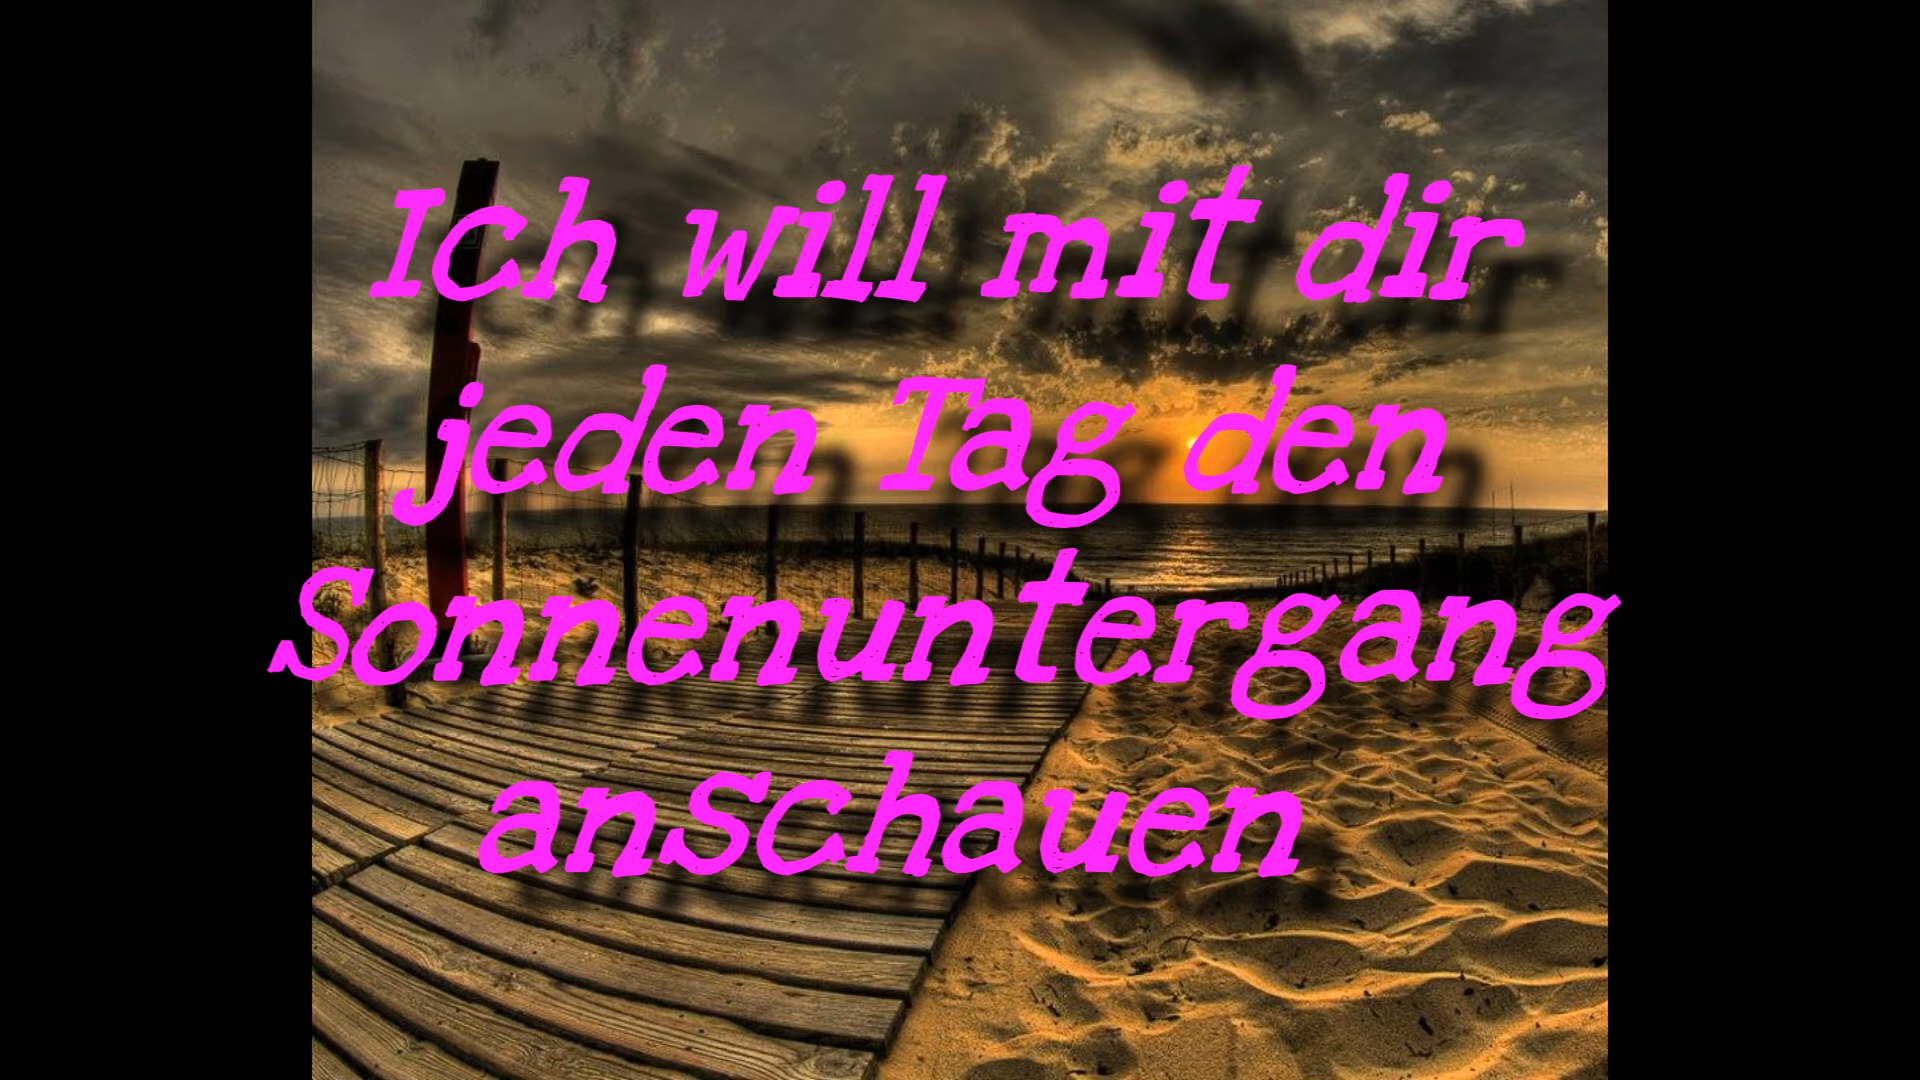 Ich will mit dir
jeden Tag den
Sonnenuntergang
anschauen